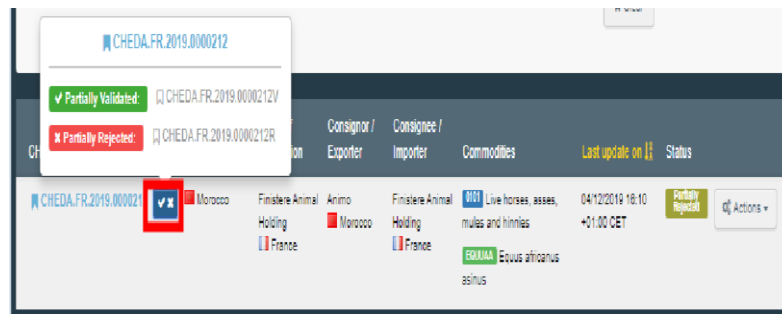 CHEDA.FR.2019.0000212
Partially Validated: CHEDA.FR.2019.0000212V
Partially Rejected: CHEDA.FR.2019.0000212R
Consignor / Consignee /
Exporter Importer Commodities Last update on Status
CHEDA.FR.2019.000021 Morocco Finistere Animal Animo Finistere Animal 0101 Live horses, asses, 04/12/2019 16:10 Partially Actions
Holding Morocco Holding mules and hinnies +01:00 CET Rejected
France France
EQUUAA Equus africanus
asinus